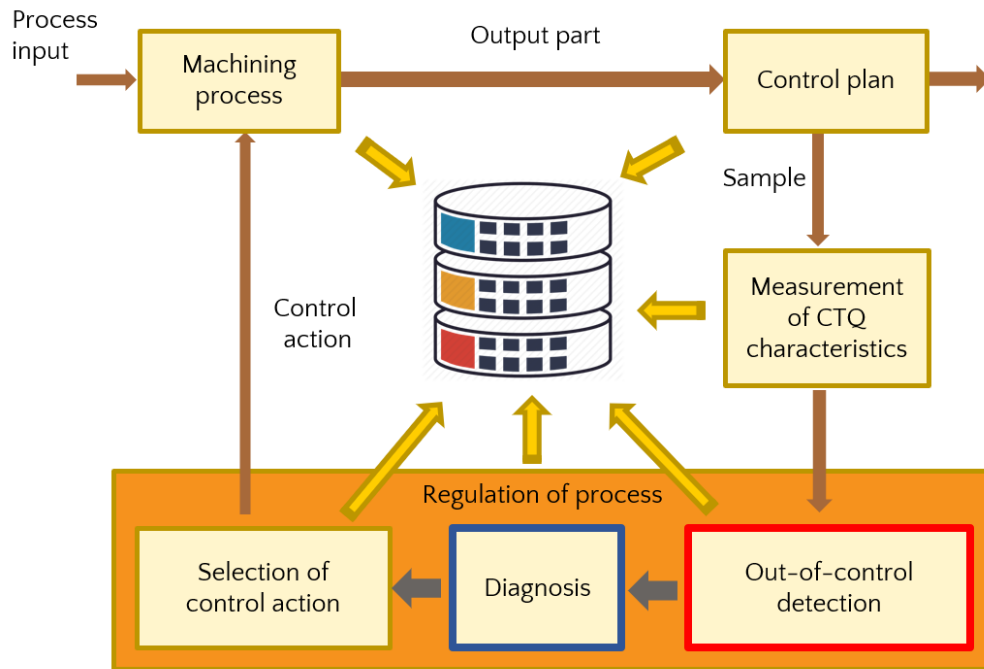 Process
input
Machining
process
Output part
Control plan
Sample
Measurement
of CTQ
characteristics
Control
action
Regulation of process
Selection of
control action
Diagnosis
Out-of-control
detection